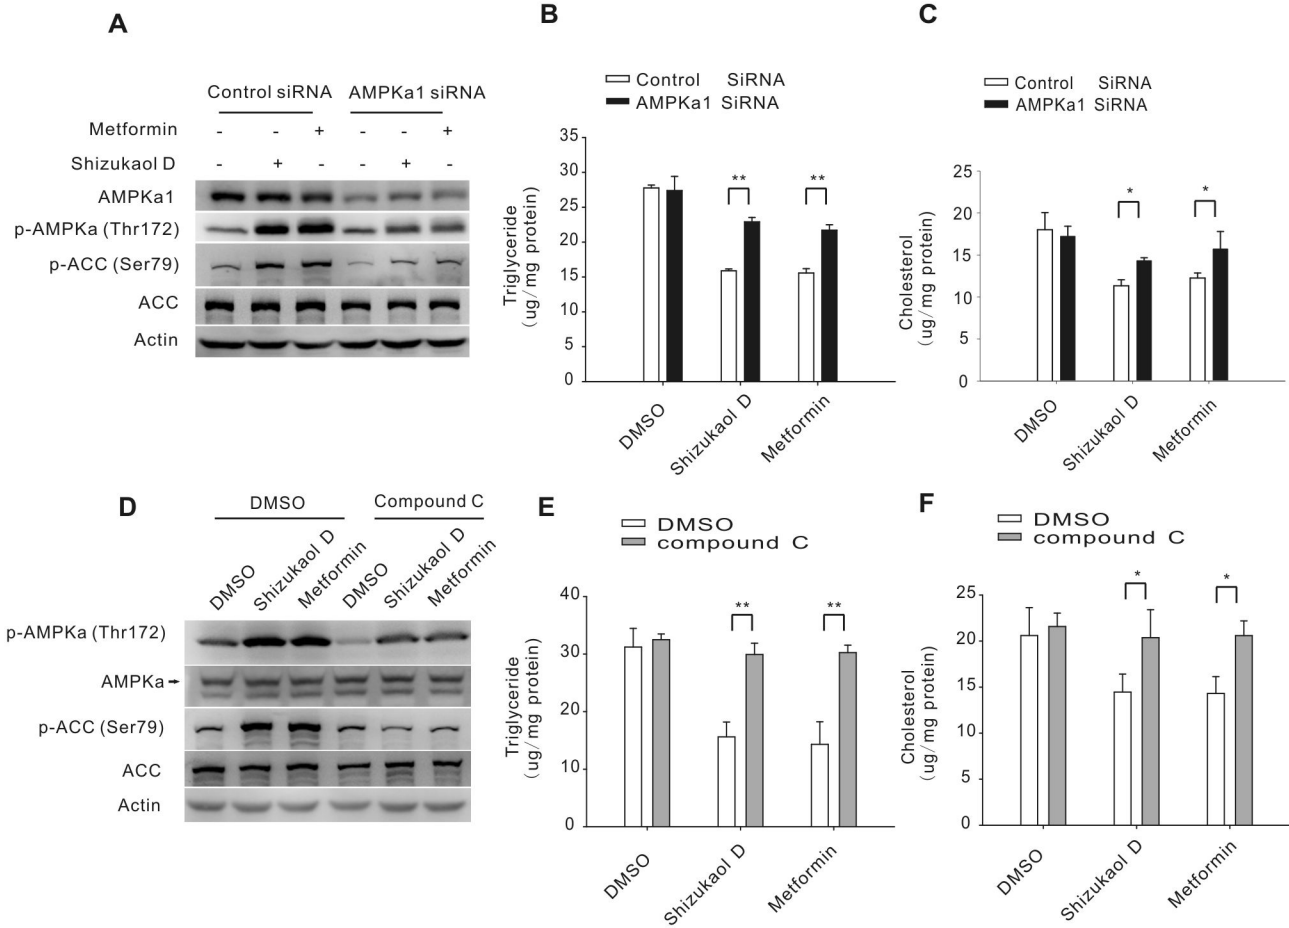 A
Control siRNA AMPKa1 siRNA
Metformin - - + - - +
Shizukaol D - + - - + -
AMPKa1
p-AMPKa (Thr172)
p-ACC (Ser79)
ACC
Actin
B
Control SiRNA
AMPKa1 SiRNA
Triglyceride
(ug/mg protein)
35
30
25
20
15
10
5
0
** **
DMSO
Shizukaol D
Metformin
C
Control SiRNA
AMPKa1 SiRNA
Cholesterol
(ug/mg protein)
25
20
15
10
5
0
* *
DMSO
Shizukaol D
Metformin
D
DMSO Compound C
DMSO
Shizukaol D
Metformin
DMSO
Shizukaol D
Metformin
p-AMPKa (Thr172)
AMPKa
p-ACC (Ser79)
ACC
Actin
E
DMSO
compound C
Triglyceride
(ug/mg protein)
40
30
20
10
0
** **
DMSO
Shizukaol D
Metformin
F
DMSO
compound C
Cholesterol
(ug/mg protein)
25
20
15
10
5
0
* *
DMSO
Shizukaol D
Metformin